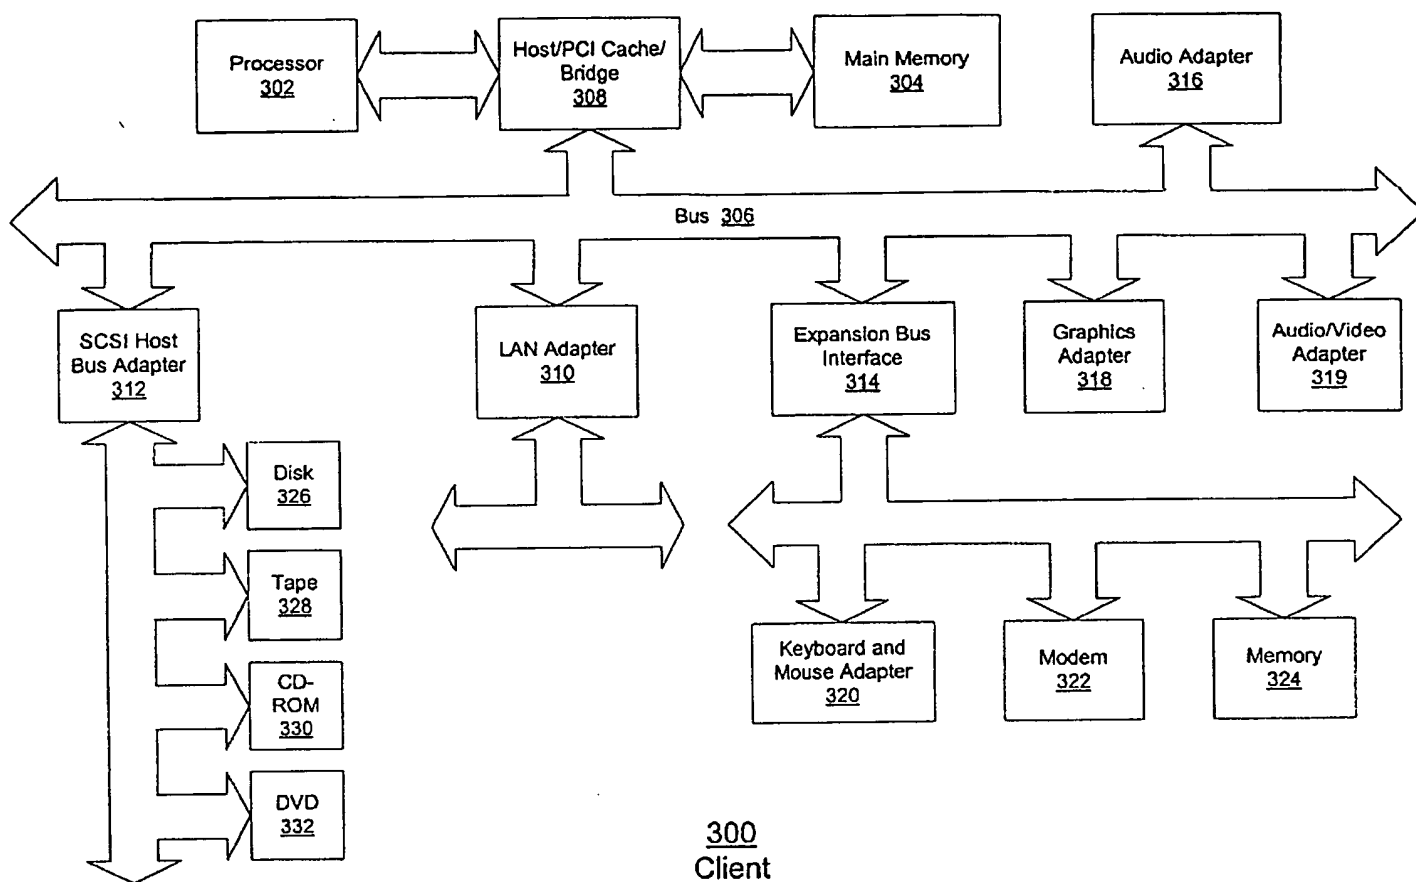 Processor
302
Host/PCI Cache/
Bridge
308
Main Memory
304
Audio Adapter
316
Bus 306
SCSI Host
Bus Adapter
312
LAN Adapter
310
Expansion Bus
Interface
314
Graphics
Adapter
318
Audio/Video
Adapter
319
Disk
326
Tape
328
CD-
ROM
330
DVD
332
Keyboard and
Mouse Adapter
320
Modem
322
Memory
324
300
Client